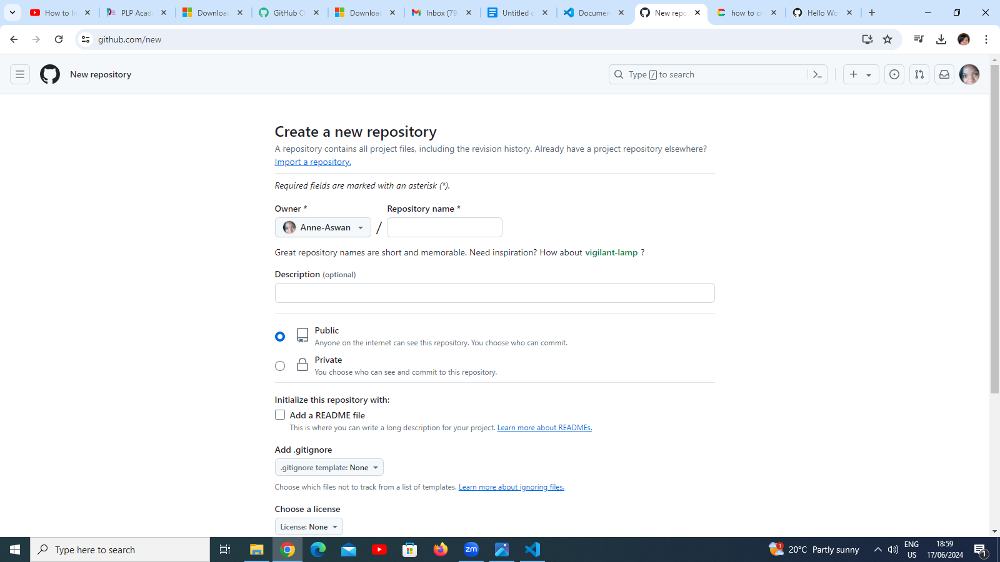 How to In
PLP Acad
Download
GitHub Cl
Download
Inbox (79
Untitled d
Documen
New repo
how to cr
Hello Wo
github.com/new
New repository
Type / to search
Create a new repository
A repository contains all project files, including the revision history. Already have a project repository elsewhere?
Import a repository.
Required fields are marked with an asterisk (*).
Owner * Repository name *
Anne-Aswan /
Great repository names are short and memorable. Need inspiration? How about vigilant-lamp ?
Description (optional)
Public
Anyone on the internet can see this repository. You choose who can commit.
Private
You choose who can see and commit to this repository.
Initialize this repository with:
Add a README file
This is where you can write a long description for your project. Learn more about READMEs.
Add .gitignore
.gitignore template: None
Choose which files not to track from a list of templates. Learn more about ignoring files.
Choose a license
License: None
Type here to search
zm
1
20°C Partly sunny
ENG
US
18:59
17/06/2024
1